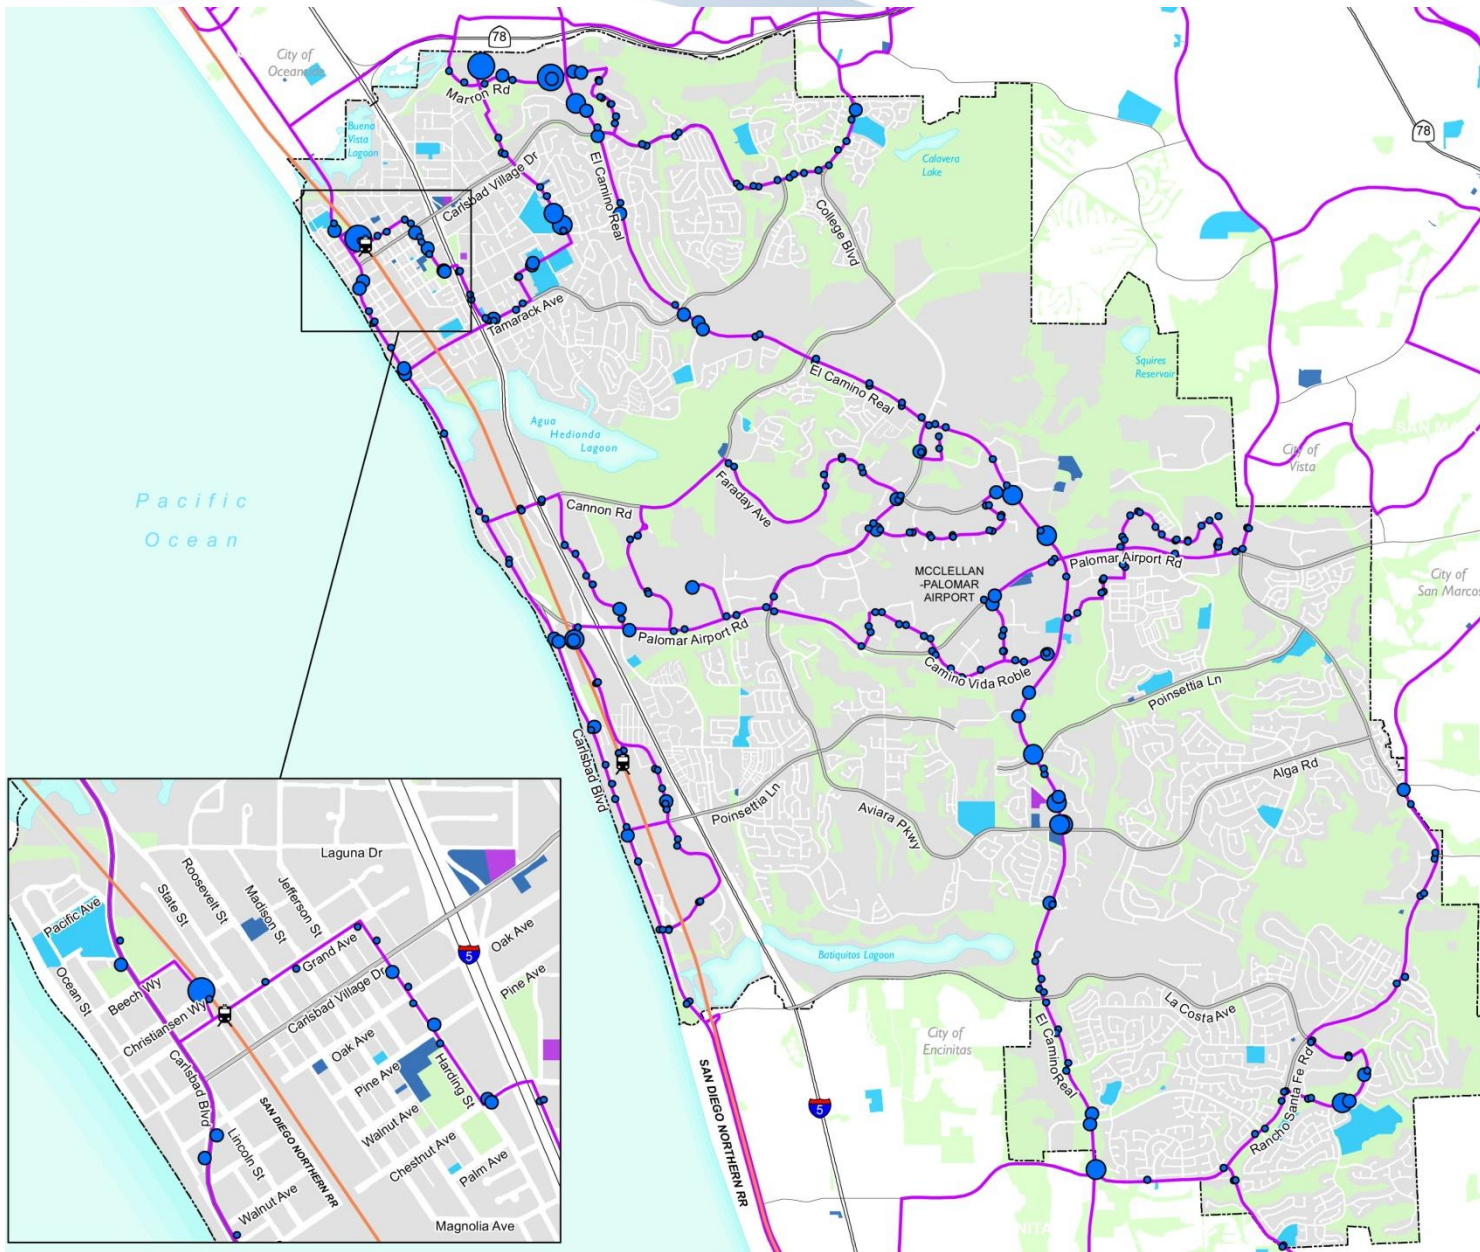 78
City of
Oceanside
Marron Rd
Buena
Vista
Lagoon
Carlsbad Village Dr
El Camino Real
Calavera
Lake
78
College Blvd
Tamarack Ave
Squires
Reservoir
El Camino Real
Agua
Hedionda
Lagoon
SAN MA
City of
Vista
Pacific
Ocean
Cannon Rd
Faraday Ave
MCCLELLAN
-PALOMAR
AIRPORT
Palomar Airport Rd
City of
San Marcos
Palomar Airport Rd
Camino Vida Roble
Poinsettia Ln
Carlsbad Blvd
Poinsettia Ln
Aviara Pkwy
Alga Rd
Batiquitos Lagoon
La Costa Ave
City of
Encinitas
El Camino Real
Rancho Santa Fe Rd
SAN DIEGO NORTHERN RR
5
NITA
Laguna Dr
Roosevelt St
State St
Madison St
Jefferson St
Pacific Ave
Grand Ave
5
Oak Ave
Ocean St
Beech Wy
Carlsbad Village Dr
Pine Ave
Christiansen Wy
Oak Ave
Carlsbad Blvd
Pine Ave
Harding St
Walnut Ave
SAN DIEGO NORTHERN RR
Lincoln St
Chestnut Ave
Palm Ave
Walnut Ave
Magnolia Ave